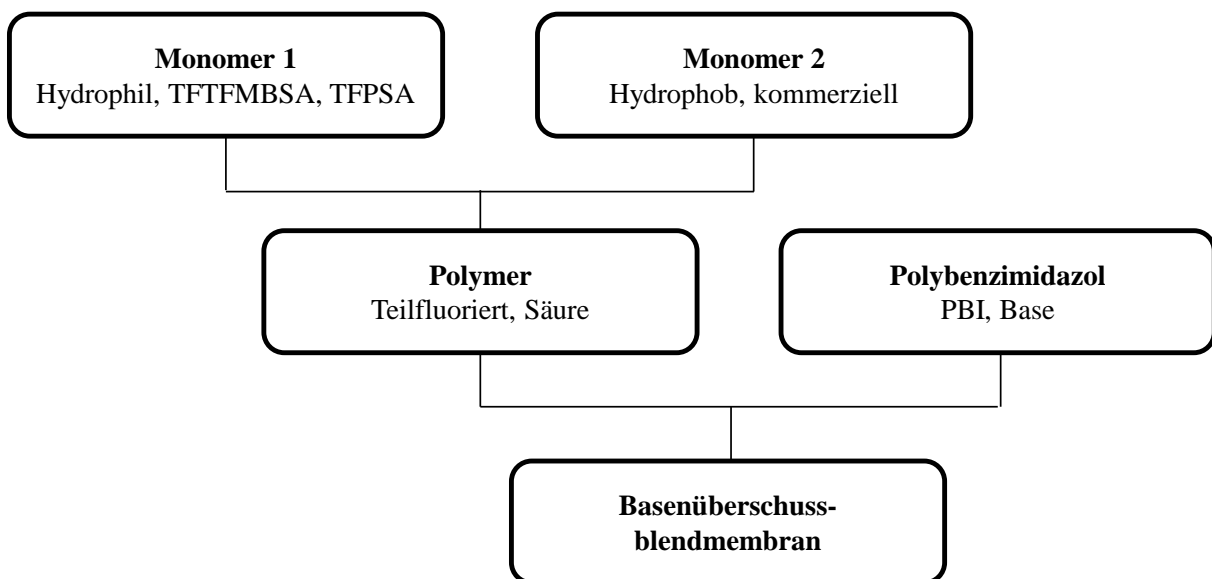 Monomer 1
Hydrophil, TFTFMBSA, TFPSA
Monomer 2
Hydrophob, kommerziell
Polymer
Teilfluoriert, Säure
Polybenzimidazol
PBI, Base
Basenüberschuss-
blendmembran